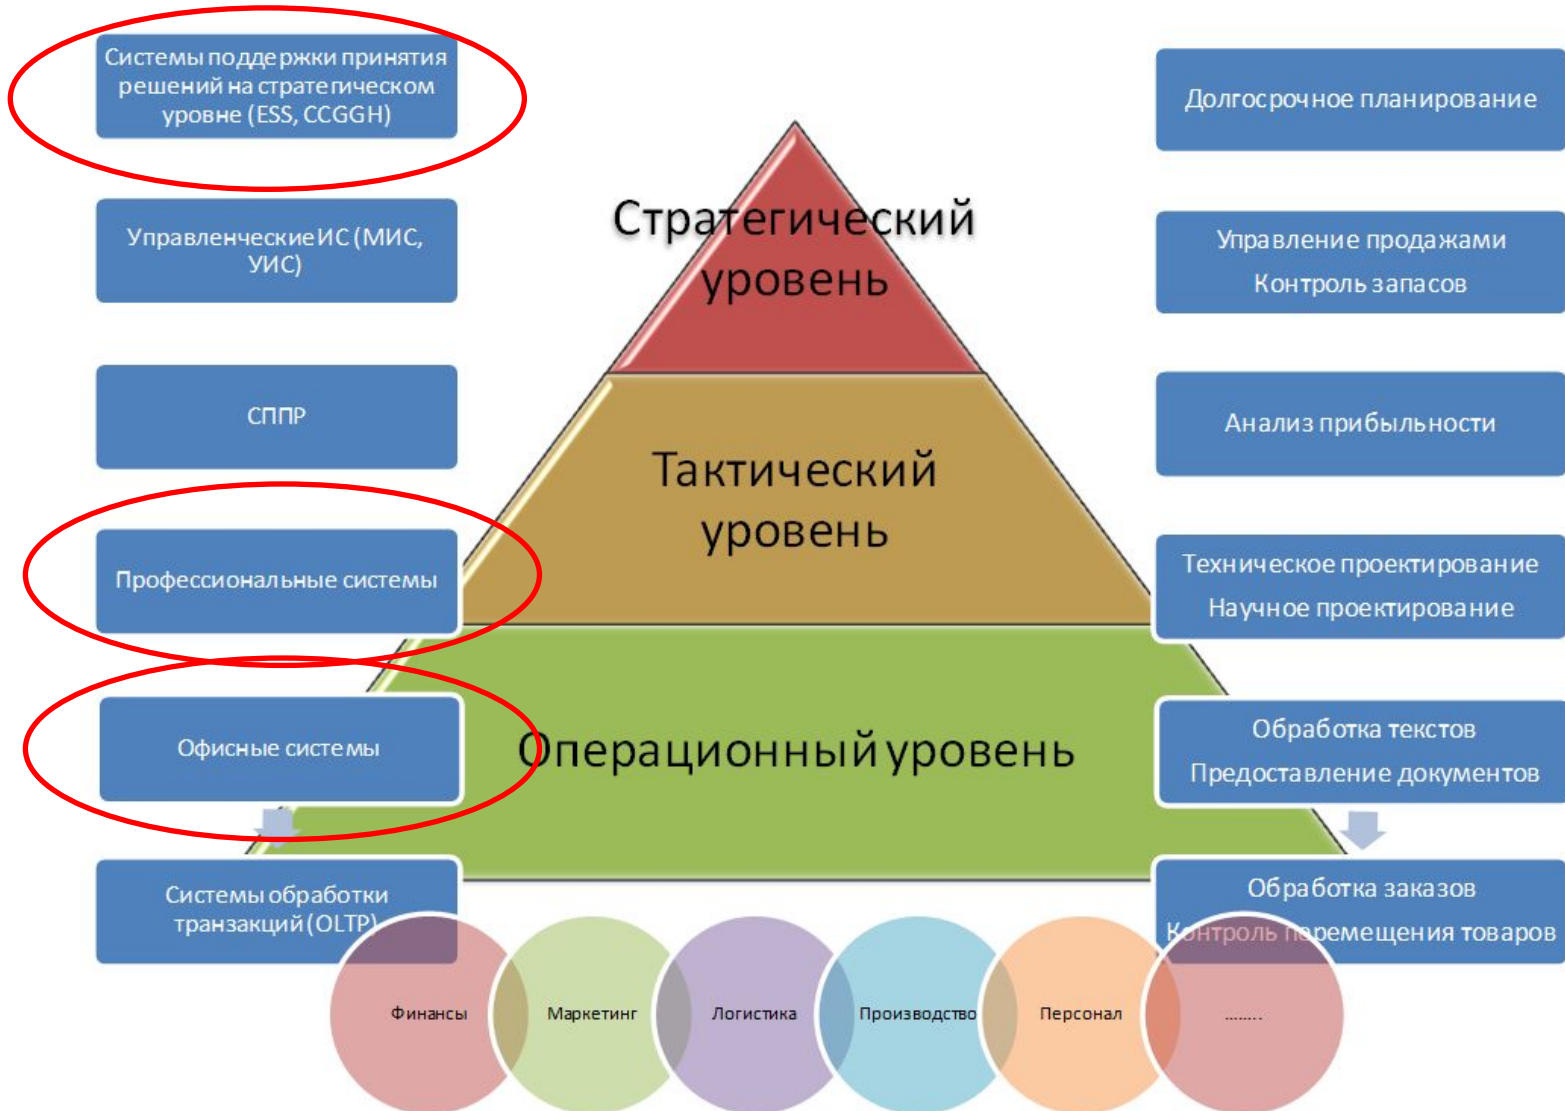 Системы поддержки принятия
решений на стратегическом
уровне (ESS, CCGGH)
Управленческие ИС (МИС,
УИС)
СППР
Профессиональные системы
Офисные системы
Системы обработки
транзакций (OLTP)
Стратегический
уровень
Тактический
уровень
Операционный уровень
Долгосрочное планирование
Управление продажами
Контроль запасов
Анализ прибыльности
Техническое проектирование
Научное проектирование
Обработка текстов
Предоставление документов
Обработка заказов
Контроль перемещения товаров
Финансы
Маркетинг
Логистика
Производство
Персонал
........